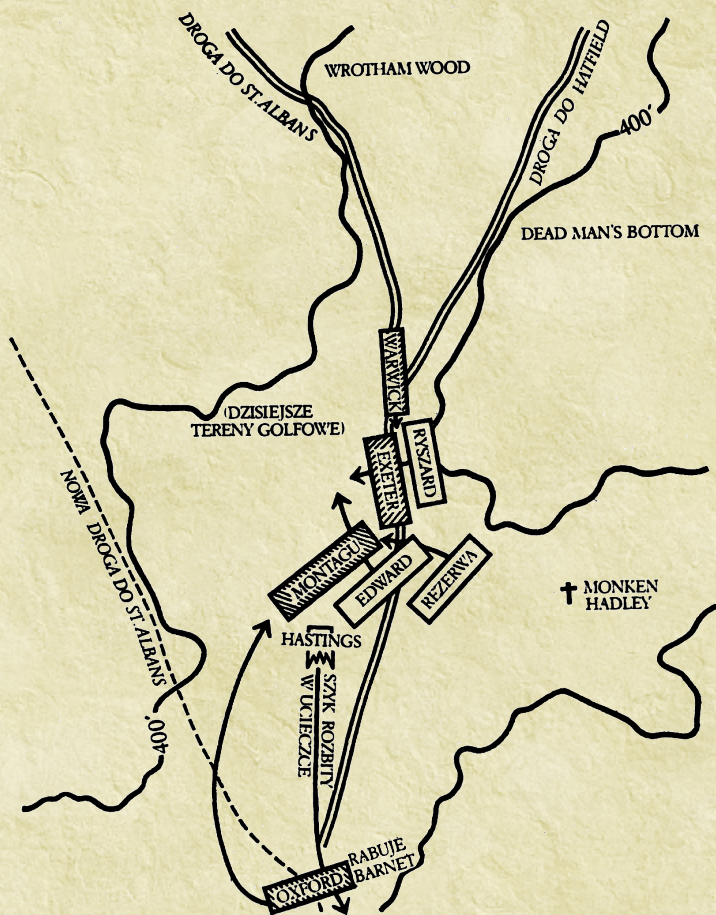 DROGA DO ST. ALBANS
WROTHAM WOOD
DROGA DO HATFIELD
400'
DEAD MAN'S BOTTOM
WARWICK
(DZISIEJSZE
TERENY GOLFOWE)
RYSZARD
EXETER
NOWA DROGA DO ST. ALBANS
MONTAGU
EDWARD
REZERWA
MONKEN
HADLEY
HASTINGS
SZYK ROZBITY
W UCIECZCE
400'
RABUJE
BARNET
OXFORD